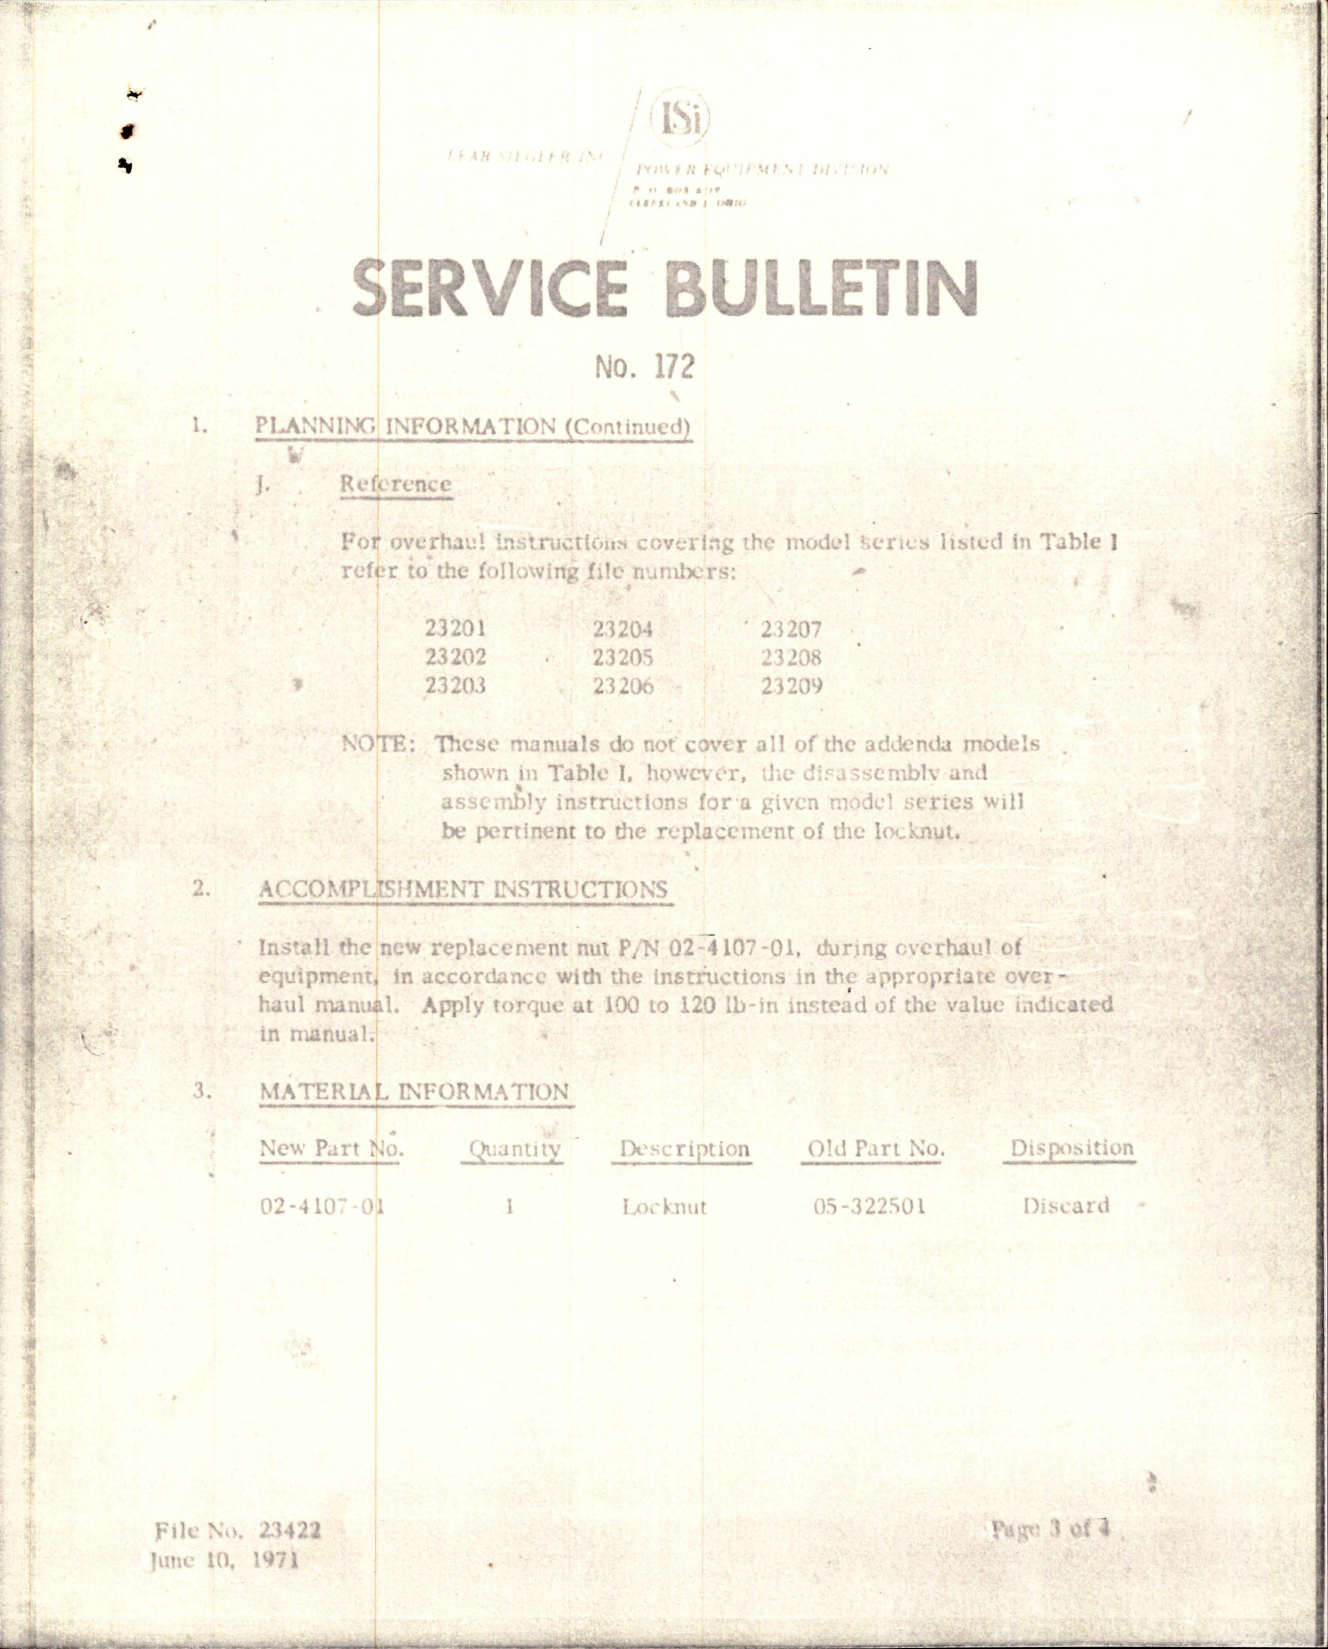 LSi
LEAR SIEGLER INC
POWER EQUIPMENT DIVISION
P. O. BOX
CLEVELAND 1, OHIO
SERVICE BULLETIN
No. 172
1. PLANNING INFORMATION (Continued)
J. Reference
For overhaul instructions covering the model series listed in Table I
refer to the following file numbers:
23201 23204 23207
23202 23205 23208
23203 23206 23209
NOTE: These manuals do not cover all of the addenda models
shown in Table I, however, the disassembly and
assembly instructions for a given model series will
be pertinent to the replacement of the locknut.
2. ACCOMPLISHMENT INSTRUCTIONS
Install the new replacement nut P/N 02-4107-01, during overhaul of
equipment, in accordance with the instructions in the appropriate over-
haul manual. Apply torque at 100 to 120 lb-in instead of the value indicated
in manual.
3. MATERIAL INFORMATION
New Part No. Quantity Description Old Part No. Disposition
02-4107-01 1 Locknut 05-322501 Discard
File No. 23422 Page 3 of 4
June 10, 1971